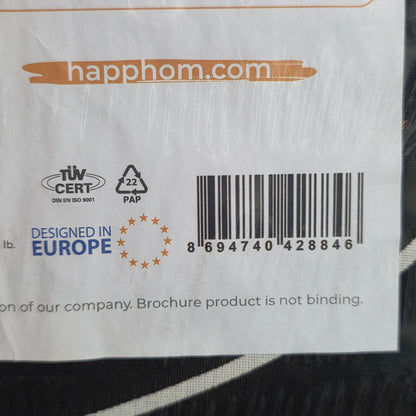 happhom.com
TÜV
CERT
DIN EN ISO 9001
22
PAP
lb.
DESIGNED IN
EUROPE
8 694740 428846
on of our company. Brochure product is not binding.